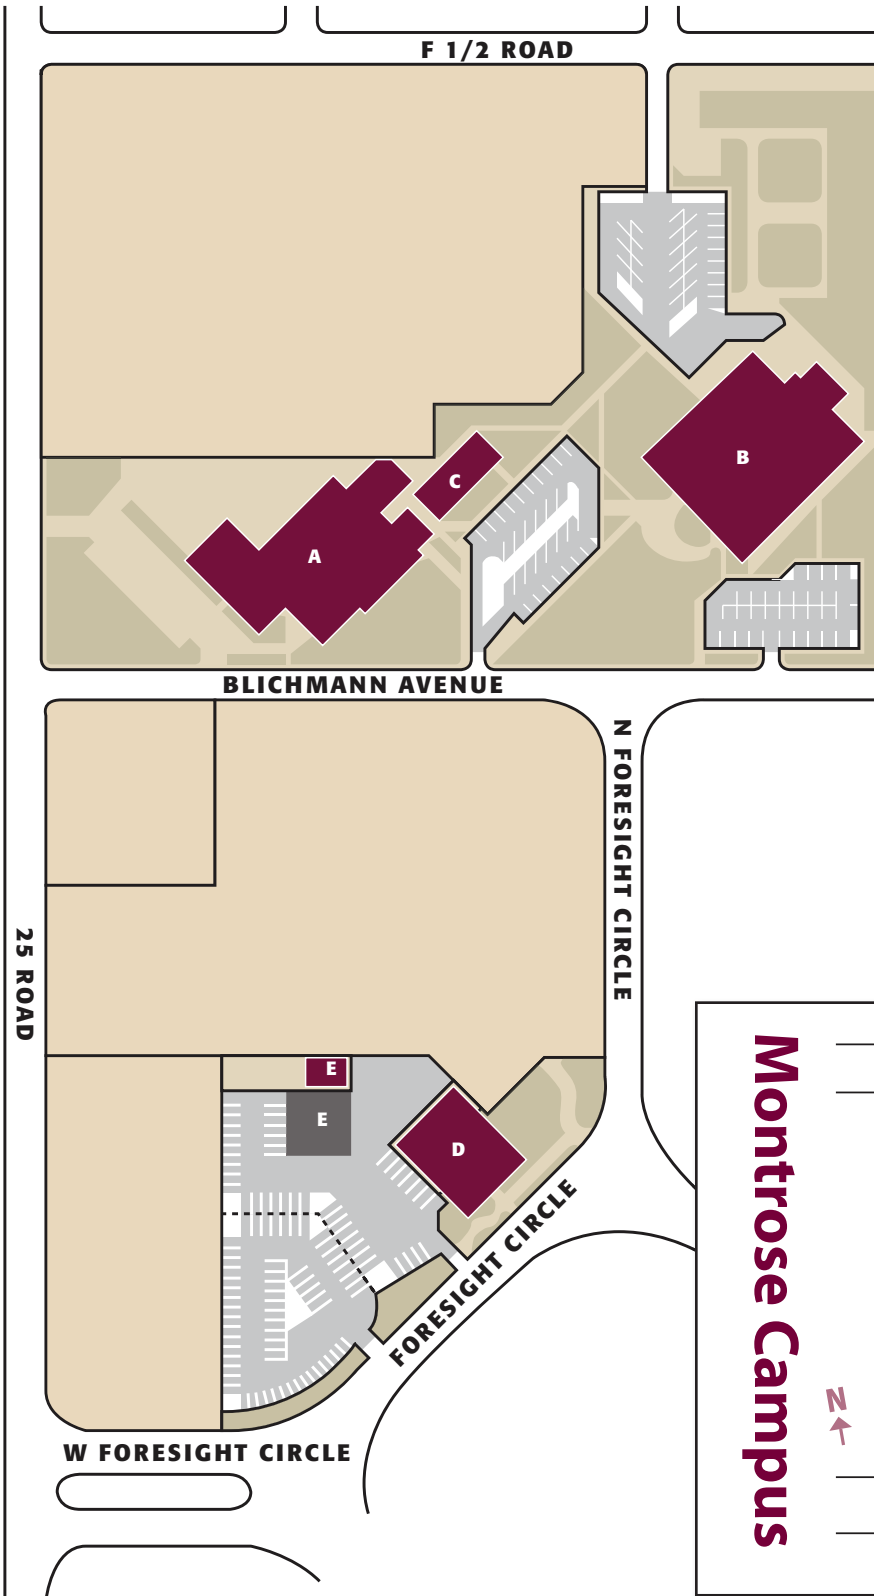 F 1/2 ROAD
B
C
A
BLICHMANN AVENUE
N FORESIGHT CIRCLE
25 ROAD
E
E
D
FORESIGHT CIRCLE
Montrose Campus
N
W FORESIGHT CIRCLE